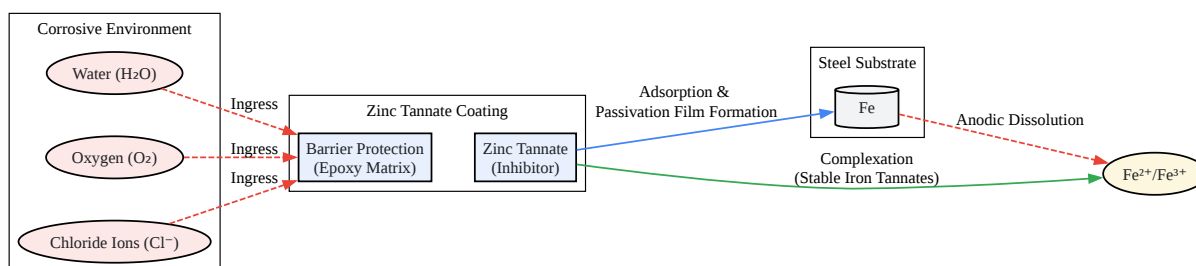 Corrosive Environment
Water (H₂O)
Oxygen (O₂)
Chloride Ions (Cl⁻)
Ingress
Ingress
Ingress
Zinc Tannate Coating
Barrier Protection
(Epoxy Matrix)
Zinc Tannate
(Inhibitor)
Adsorption &
Passivation Film Formation
Steel Substrate
Fe
Anodic Dissolution
Complexation
(Stable Iron Tannates)
Fe²⁺/Fe³⁺